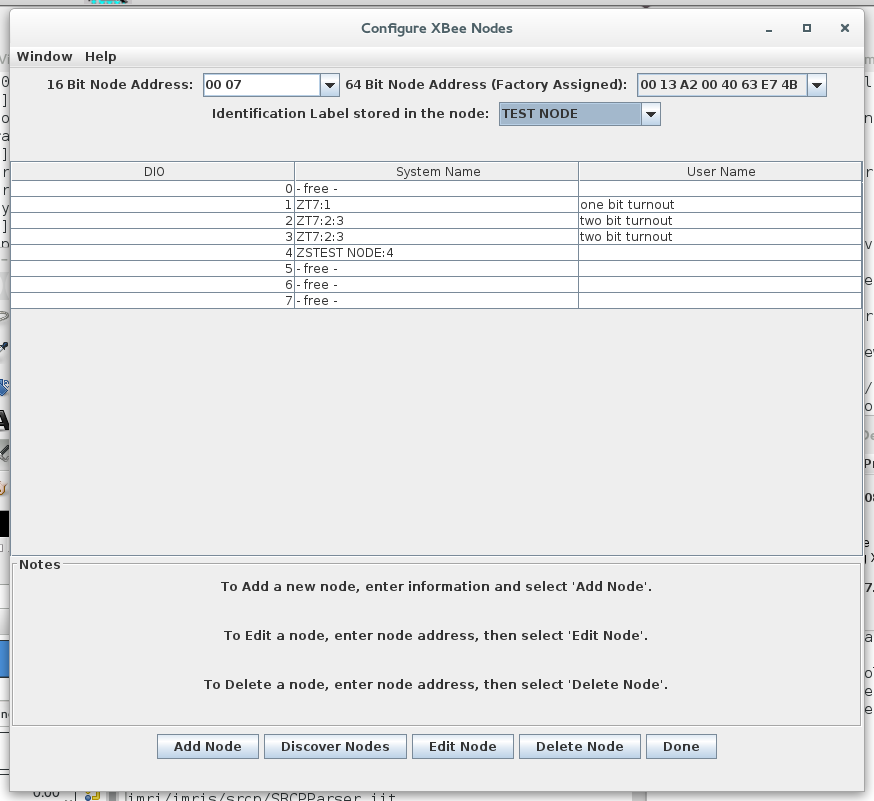 Configure XBee Nodes
Window Help
16 Bit Node Address: 00 07 64 Bit Node Address (Factory Assigned): 00 13 A2 00 40 63 E7 4B
Identification Label stored in the node: TEST NODE
DIO System Name User Name
0 - free -
1 ZT7:1 one bit turnout
2 ZT7:2:3 two bit turnout
3 ZT7:2:3 two bit turnout
4 ZSTEST NODE:4
5 - free -
6 - free -
7 - free -
Notes
To Add a new node, enter information and select 'Add Node'.
To Edit a node, enter node address, then select 'Edit Node'.
To Delete a node, enter node address, then select 'Delete Node'.
Add Node Discover Nodes Edit Node Delete Node Done
0.00